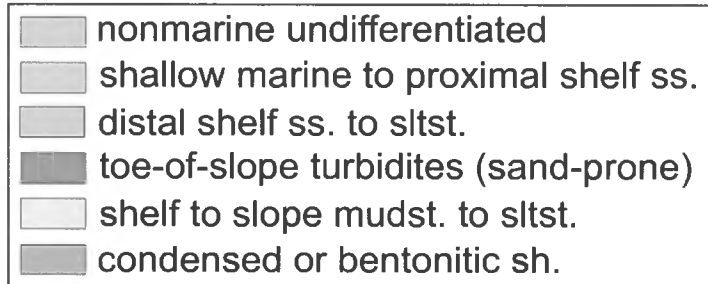 nonmarine undifferentiated
shallow marine to proximal shelf ss.
distal shelf ss. to sltst.
toe-of-slope turbidites (sand-prone)
shelf to slope mudst. to sltst.
condensed or bentonitic sh.